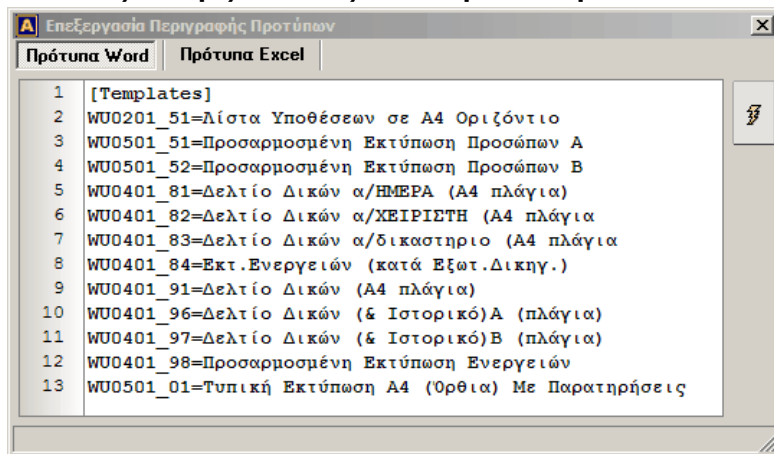 Επεξεργασία Περιγραφής Προτύπων
Πρότυπα Word Πρότυπα Excel
1 [Templates]
2 WU0201_51=Λίστα Υποθέσεων σε Α4 Οριζόντιο
3 WU0501_51=Προσαρμοσμένη Εκτύπωση Προσώπων Α
4 WU0501_52=Προσαρμοσμένη Εκτύπωση Προσώπων Β
5 WU0401_81=Δελτίο Δικών α/ΗΜΕΡΑ (Α4 πλάγια)
6 WU0401_82=Δελτίο Δικών α/ΧΕΙΡΙΣΤΗ (Α4 πλάγια
7 WU0401_83=Δελτίο Δικών α/δικαστηριο (Α4 πλάγια
8 WU0401_84=Εκτ.Ενεργειών (κατά Εξωτ.Δικηγ.)
9 WU0401_91=Δελτίο Δικών (Α4 πλάγια)
10 WU0401_96=Δελτίο Δικών (& Ιστορικό)Α (πλάγια)
11 WU0401_97=Δελτίο Δικών (& Ιστορικό)Β (πλάγια)
12 WU0401_98=Προσαρμοσμένη Εκτύπωση Ενεργειών
13 WU0501_01=Τυπική Εκτύπωση Α4 (Όρθια) Με Παρατηρήσεις